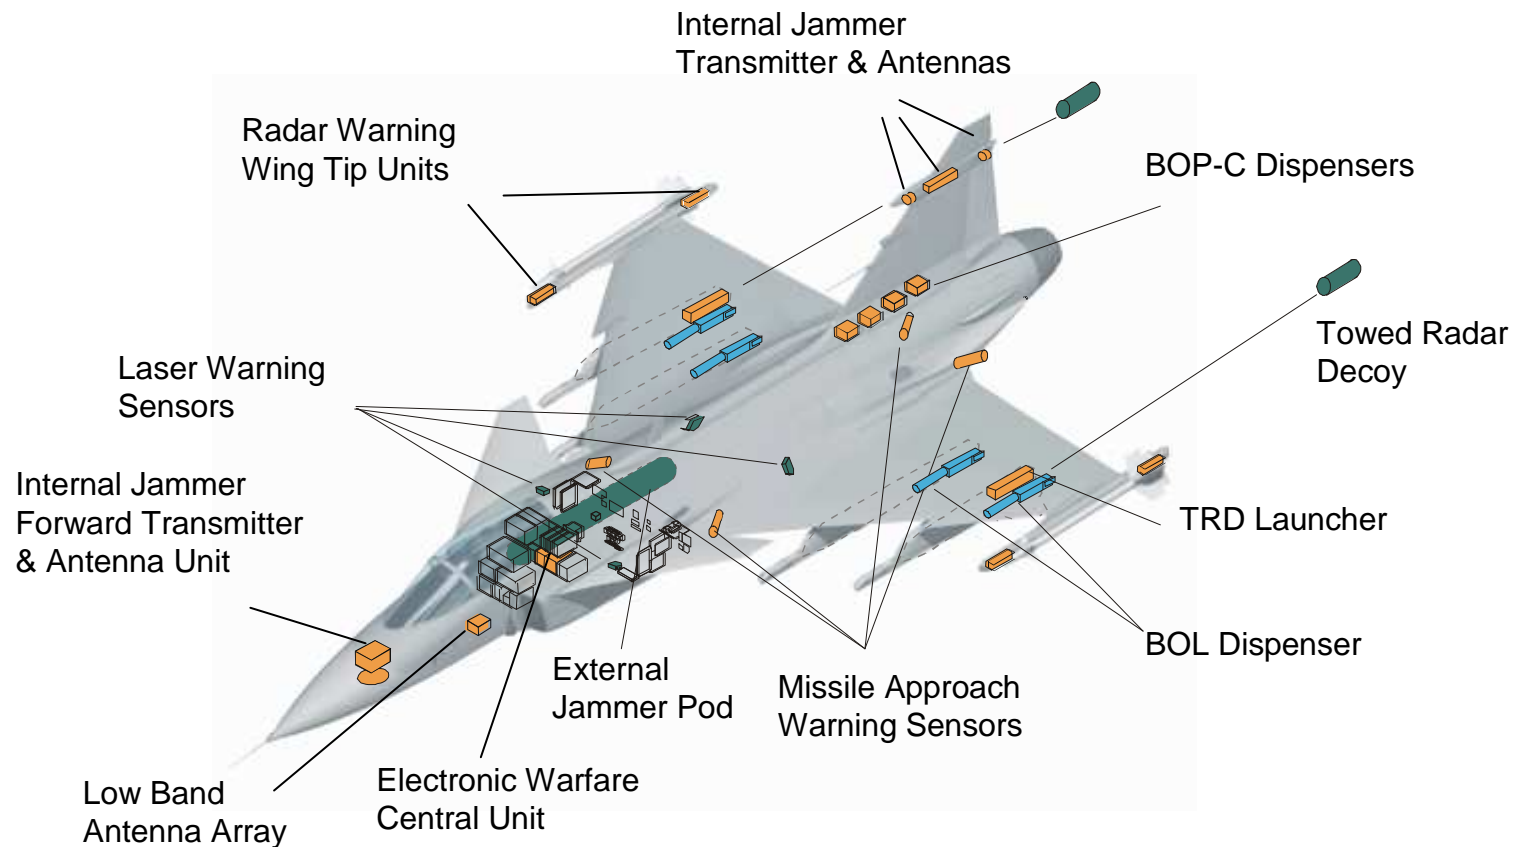 Internal Jammer
Transmitter & Antennas
Radar Warning
Wing Tip Units
BOP-C Dispensers
Towed Radar
Decoy
Laser Warning
Sensors
Internal Jammer
Forward Transmitter
& Antenna Unit
TRD Launcher
BOL Dispenser
External
Jammer Pod
Missile Approach
Warning Sensors
Electronic Warfare
Central Unit
Low Band
Antenna Array